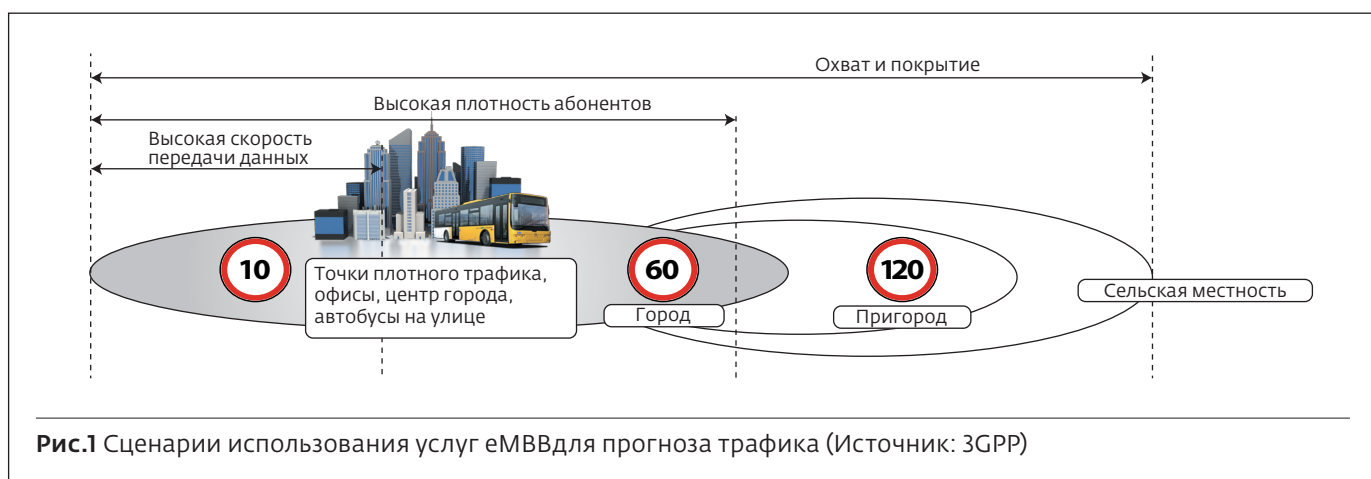 Охват и покрытие
Высокая плотность абонентов
Высокая скорость
передачи данных
10
Точки плотного трафика,
офисы, центр города,
автобусы на улице
60
Город
120
Пригород
Сельская местность
Рис.1 Сценарии использования услуг eMBBдля прогноза трафика (Источник: 3GPP)